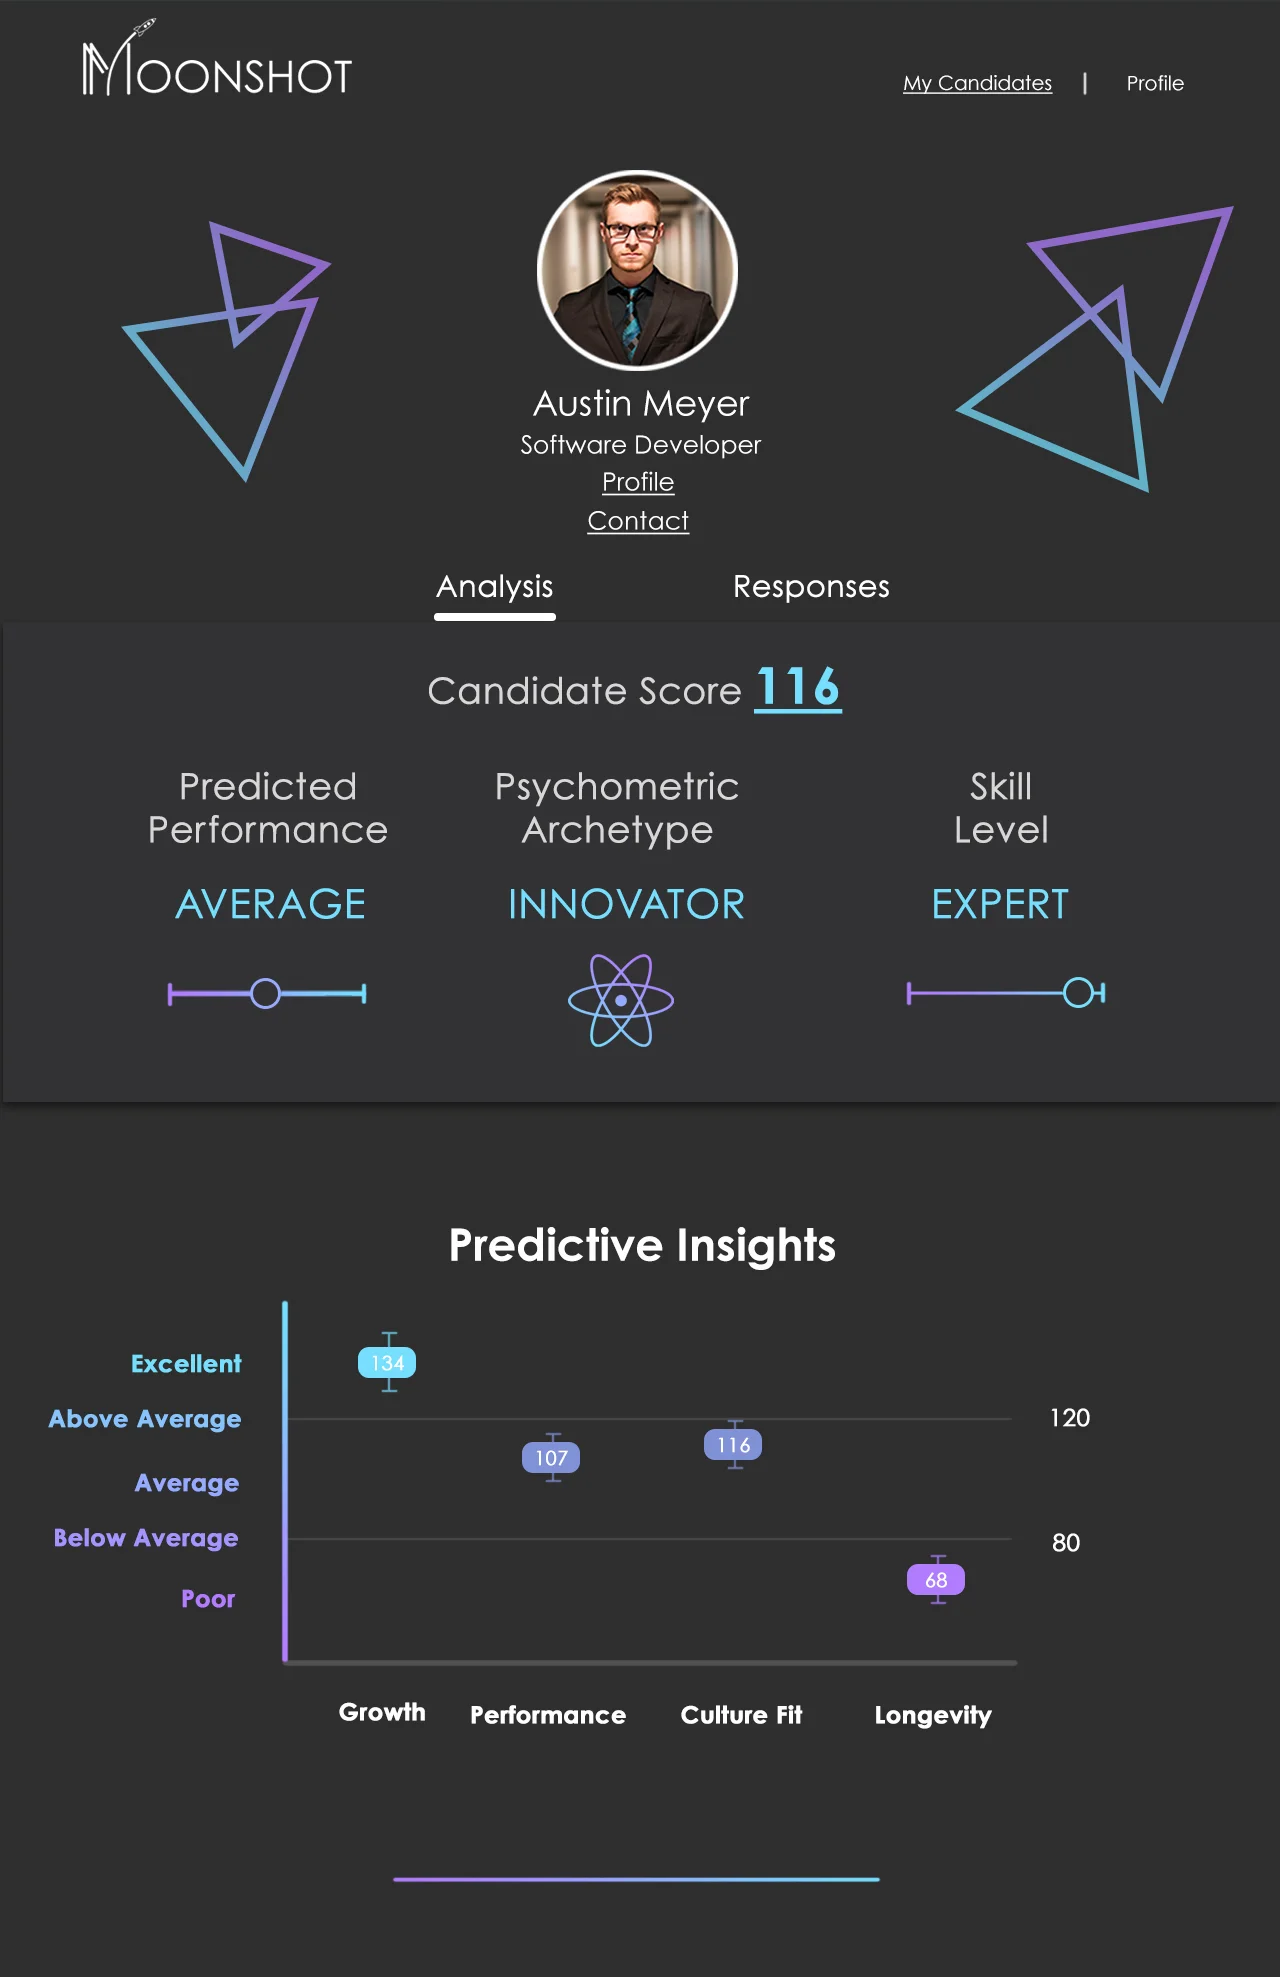 MOONSHOT
My Candidates | Profile
Austin Meyer
Software Developer
Profile
Contact
Analysis Responses
Candidate Score 116
Predicted
Performance
AVERAGE
Psychometric
Archetype
INNOVATOR
Skill
Level
EXPERT
Predictive Insights
Excellent
Above Average
Average
Below Average
Poor
134
107
116
68
120
80
Growth Performance Culture Fit Longevity